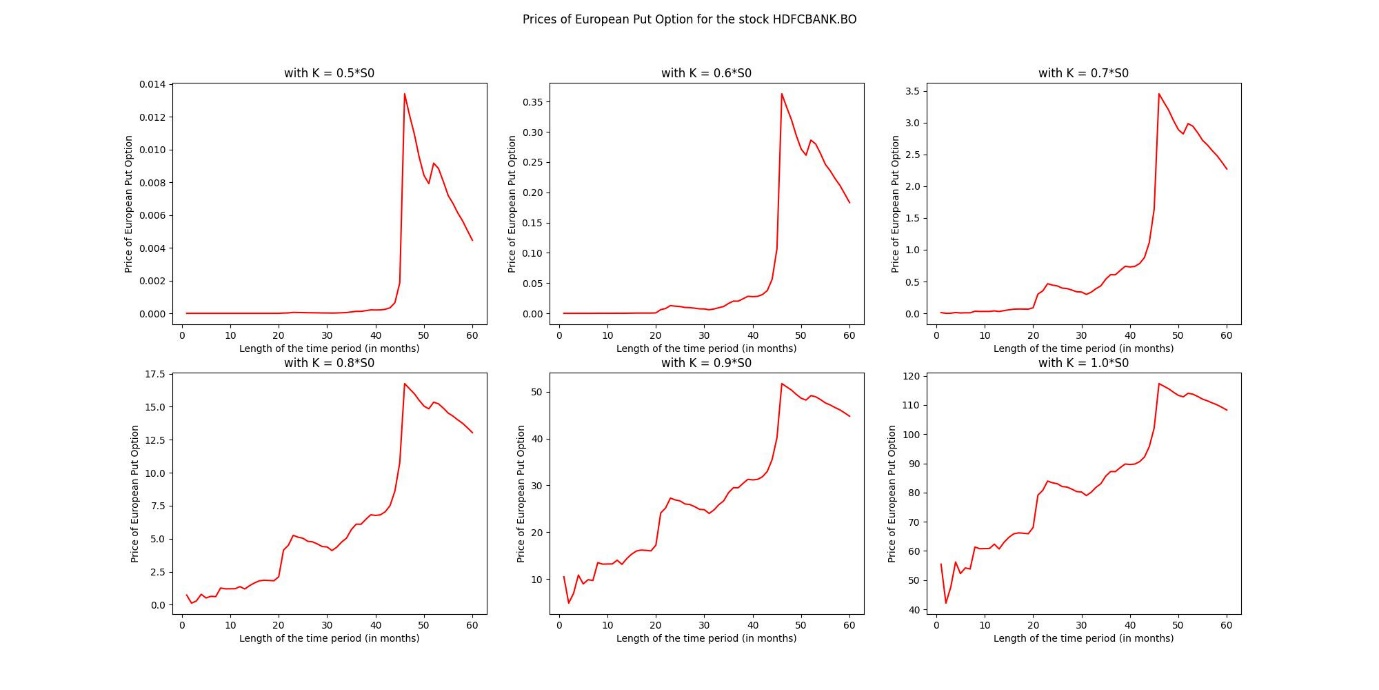 Prices of European Put Option for the stock HDFCBANK.BO
with K = 0.5*S0
Price of European Put Option
0.014
0.012
0.010
0.008
0.006
0.004
0.002
0.000
0 10 20 30 40 50 60
Length of the time period (in months)
with K = 0.6*S0
Price of European Put Option
0.35
0.30
0.25
0.20
0.15
0.10
0.05
0.00
0 10 20 30 40 50 60
Length of the time period (in months)
with K = 0.7*S0
Price of European Put Option
3.5
3.0
2.5
2.0
1.5
1.0
0.5
0.0
0 10 20 30 40 50 60
Length of the time period (in months)
with K = 0.8*S0
Price of European Put Option
17.5
15.0
12.5
10.0
7.5
5.0
2.5
0.0
0 10 20 30 40 50 60
Length of the time period (in months)
with K = 0.9*S0
Price of European Put Option
50
40
30
20
10
0 10 20 30 40 50 60
Length of the time period (in months)
with K = 1.0*S0
Price of European Put Option
120
110
100
90
80
70
60
50
40
0 10 20 30 40 50 60
Length of the time period (in months)